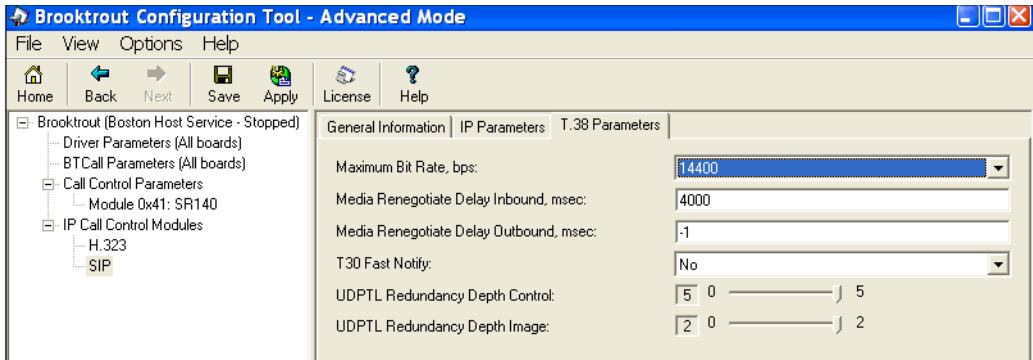 Brooktrout Configuration Tool - Advanced Mode
File View Options Help
Home Back Next Save Apply License Help
Brooktrout (Boston Host Service - Stopped)
Driver Parameters (All boards)
BTCall Parameters (All boards)
Call Control Parameters
Module 0x41: SR140
IP Call Control Modules
H.323
SIP
General Information IP Parameters T.38 Parameters
Maximum Bit Rate, bps: 14400
Media Renegotiate Delay Inbound, msec: 4000
Media Renegotiate Delay Outbound, msec: -1
T30 Fast Notify: No
UDPTL Redundancy Depth Control: 5 0 5
UDPTL Redundancy Depth Image: 2 0 2